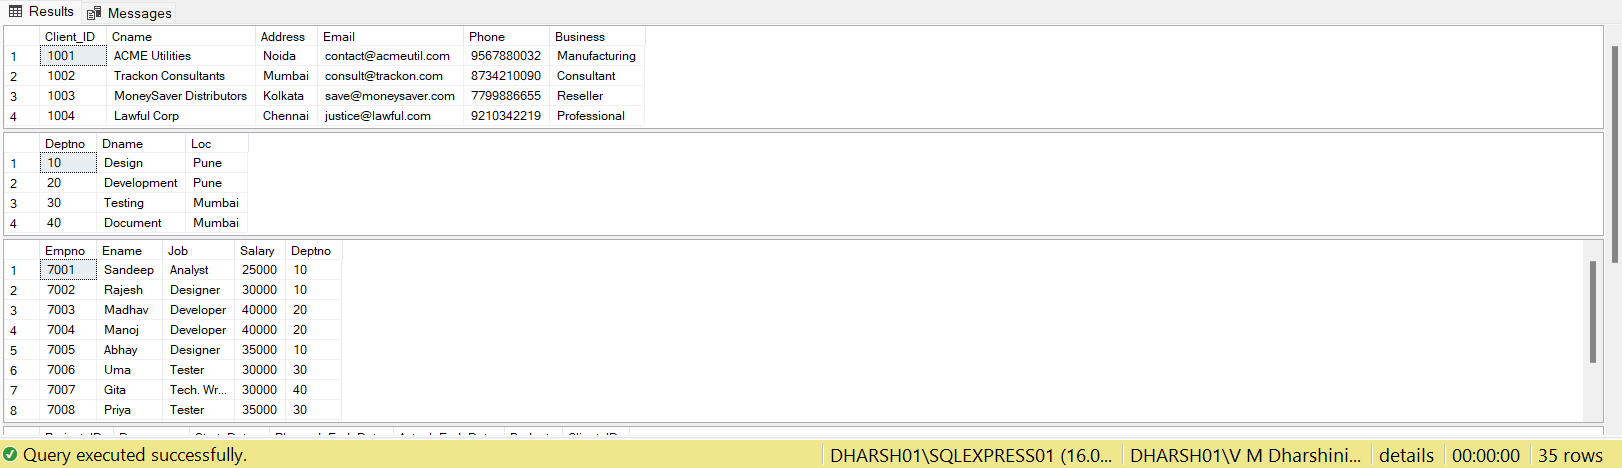 Results Messages
Client_ID Cname Address Email Phone Business
1 1001 ACME Utilities Noida contact@acmeutil.com 9567880032 Manufacturing
2 1002 Trackon Consultants Mumbai consult@trackon.com 8734210090 Consultant
3 1003 MoneySaver Distributors Kolkata save@moneysaver.com 7799886655 Reseller
4 1004 Lawful Corp Chennai justice@lawful.com 9210342219 Professional
Deptno Dname Loc
1 10 Design Pune
2 20 Development Pune
3 30 Testing Mumbai
4 40 Document Mumbai
Empno Ename Job Salary Deptno
1 7001 Sandeep Analyst 25000 10
2 7002 Rajesh Designer 30000 10
3 7003 Madhav Developer 40000 20
4 7004 Manoj Developer 40000 20
5 7005 Abhay Designer 35000 10
6 7006 Uma Tester 30000 30
7 7007 Gita Tech. Wr... 30000 40
8 7008 Priya Tester 35000 30
Query executed successfully. DHARSH01\SQLEXPRESS01 (16.0... DHARSH01\V M Dharshini... details 00:00:00 35 rows